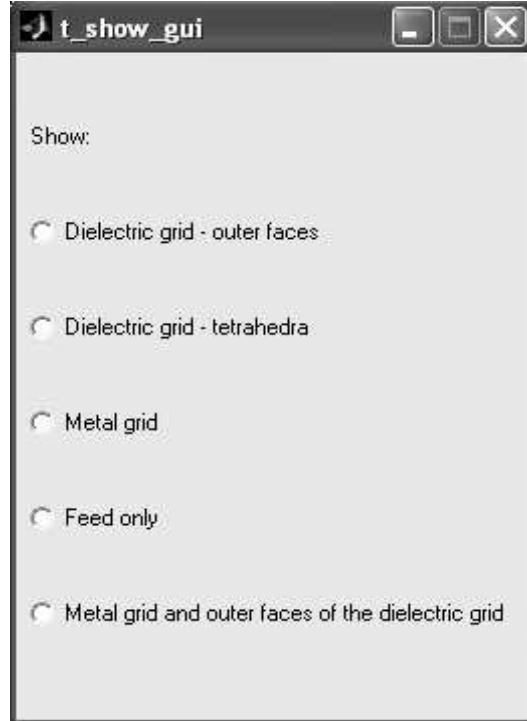 t_show_gui
Show:
Dielectric grid - outer faces
Dielectric grid - tetrahedra
Metal grid
Feed only
Metal grid and outer faces of the dielectric grid